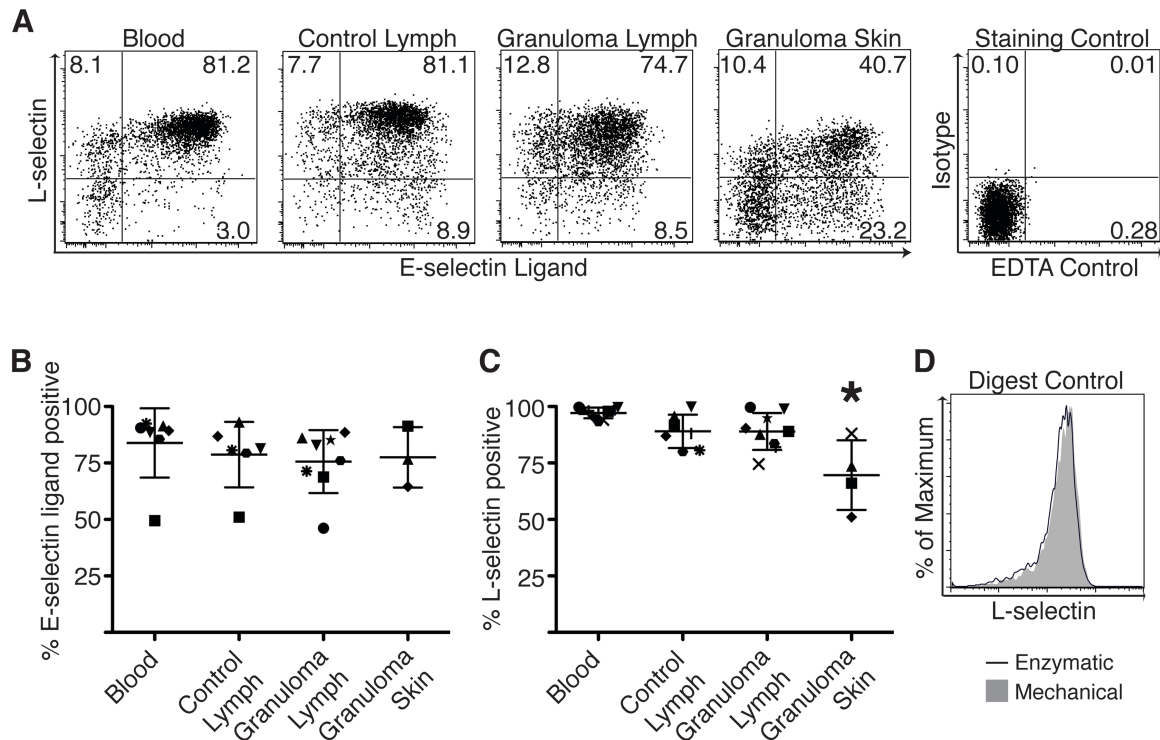 A
Blood
Control Lymph
Granuloma Lymph
Granuloma Skin
Staining Control
8.1 81.2
7.7 81.1
12.8 74.7
10.4 40.7
0.10 0.01
L-selectin
Isotype
3.0
8.9
8.5
23.2
0.28
E-selectin Ligand
EDTA Control
B
% E-selectin ligand positive
100
75
50
25
Blood
Control
Lymph
Granuloma
Lymph
Granuloma
Skin
C
% L-selectin positive
100
75
50
25
*
Blood
Control
Lymph
Granuloma
Lymph
Granuloma
Skin
D
Digest Control
% of Maximum
L-selectin
Enzymatic
Mechanical